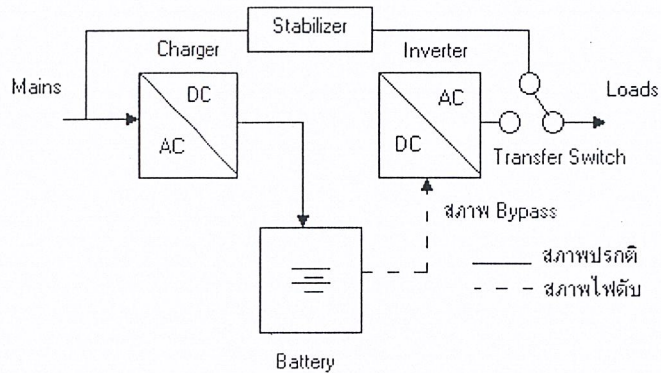 Stabilizer
Charger
Inverter
Mains
DC
AC
AC
DC
Loads
Transfer Switch
สภาพ Bypass
สภาพปรกติ
สภาพไฟดับ
Battery